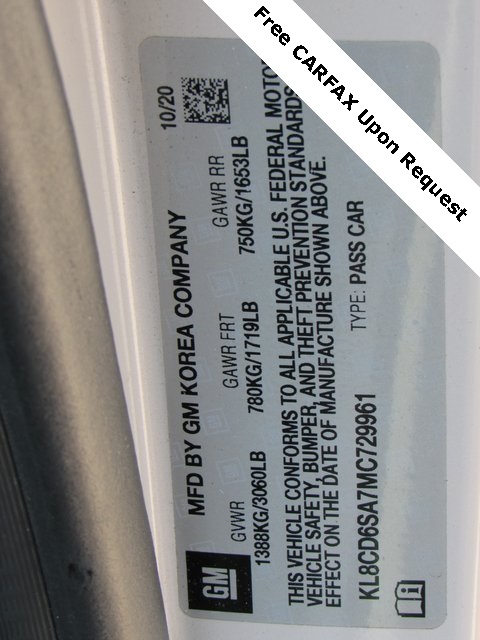 Free CARFAX Upon Request
MFD BY GM KOREA COMPANY 10/20
GVWR GAWR FRT GAWR RR
1388KG/3060LB 780KG/1719LB 750KG/1653LB
THIS VEHICLE CONFORMS TO ALL APPLICABLE U.S. FEDERAL
VEHICLE SAFETY, BUMPER, AND THEFT PREVENTION STANDARDS
EFFECT ON THE DATE OF MANUFACTURE SHOWN ABOVE.
KL8CD6SA7MC729961 TYPE: PASS CAR
GM